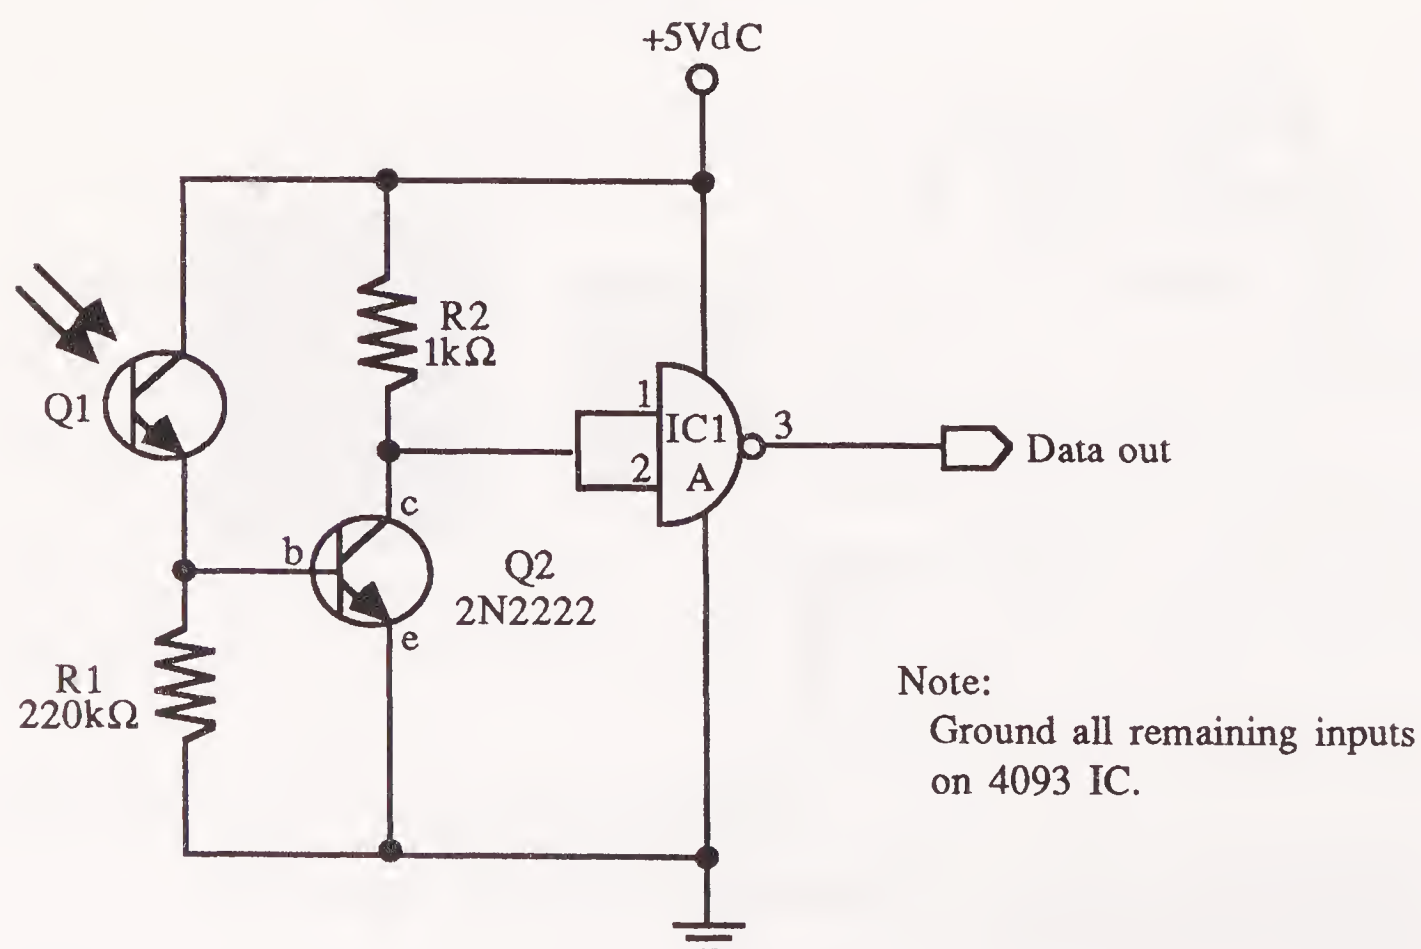 +5VdC
R2
1kΩ
Q1
1
IC1
3
2
A
Data out
c
b
Q2
2N2222
e
R1
220kΩ
Note:
Ground all remaining inputs
on 4093 IC.